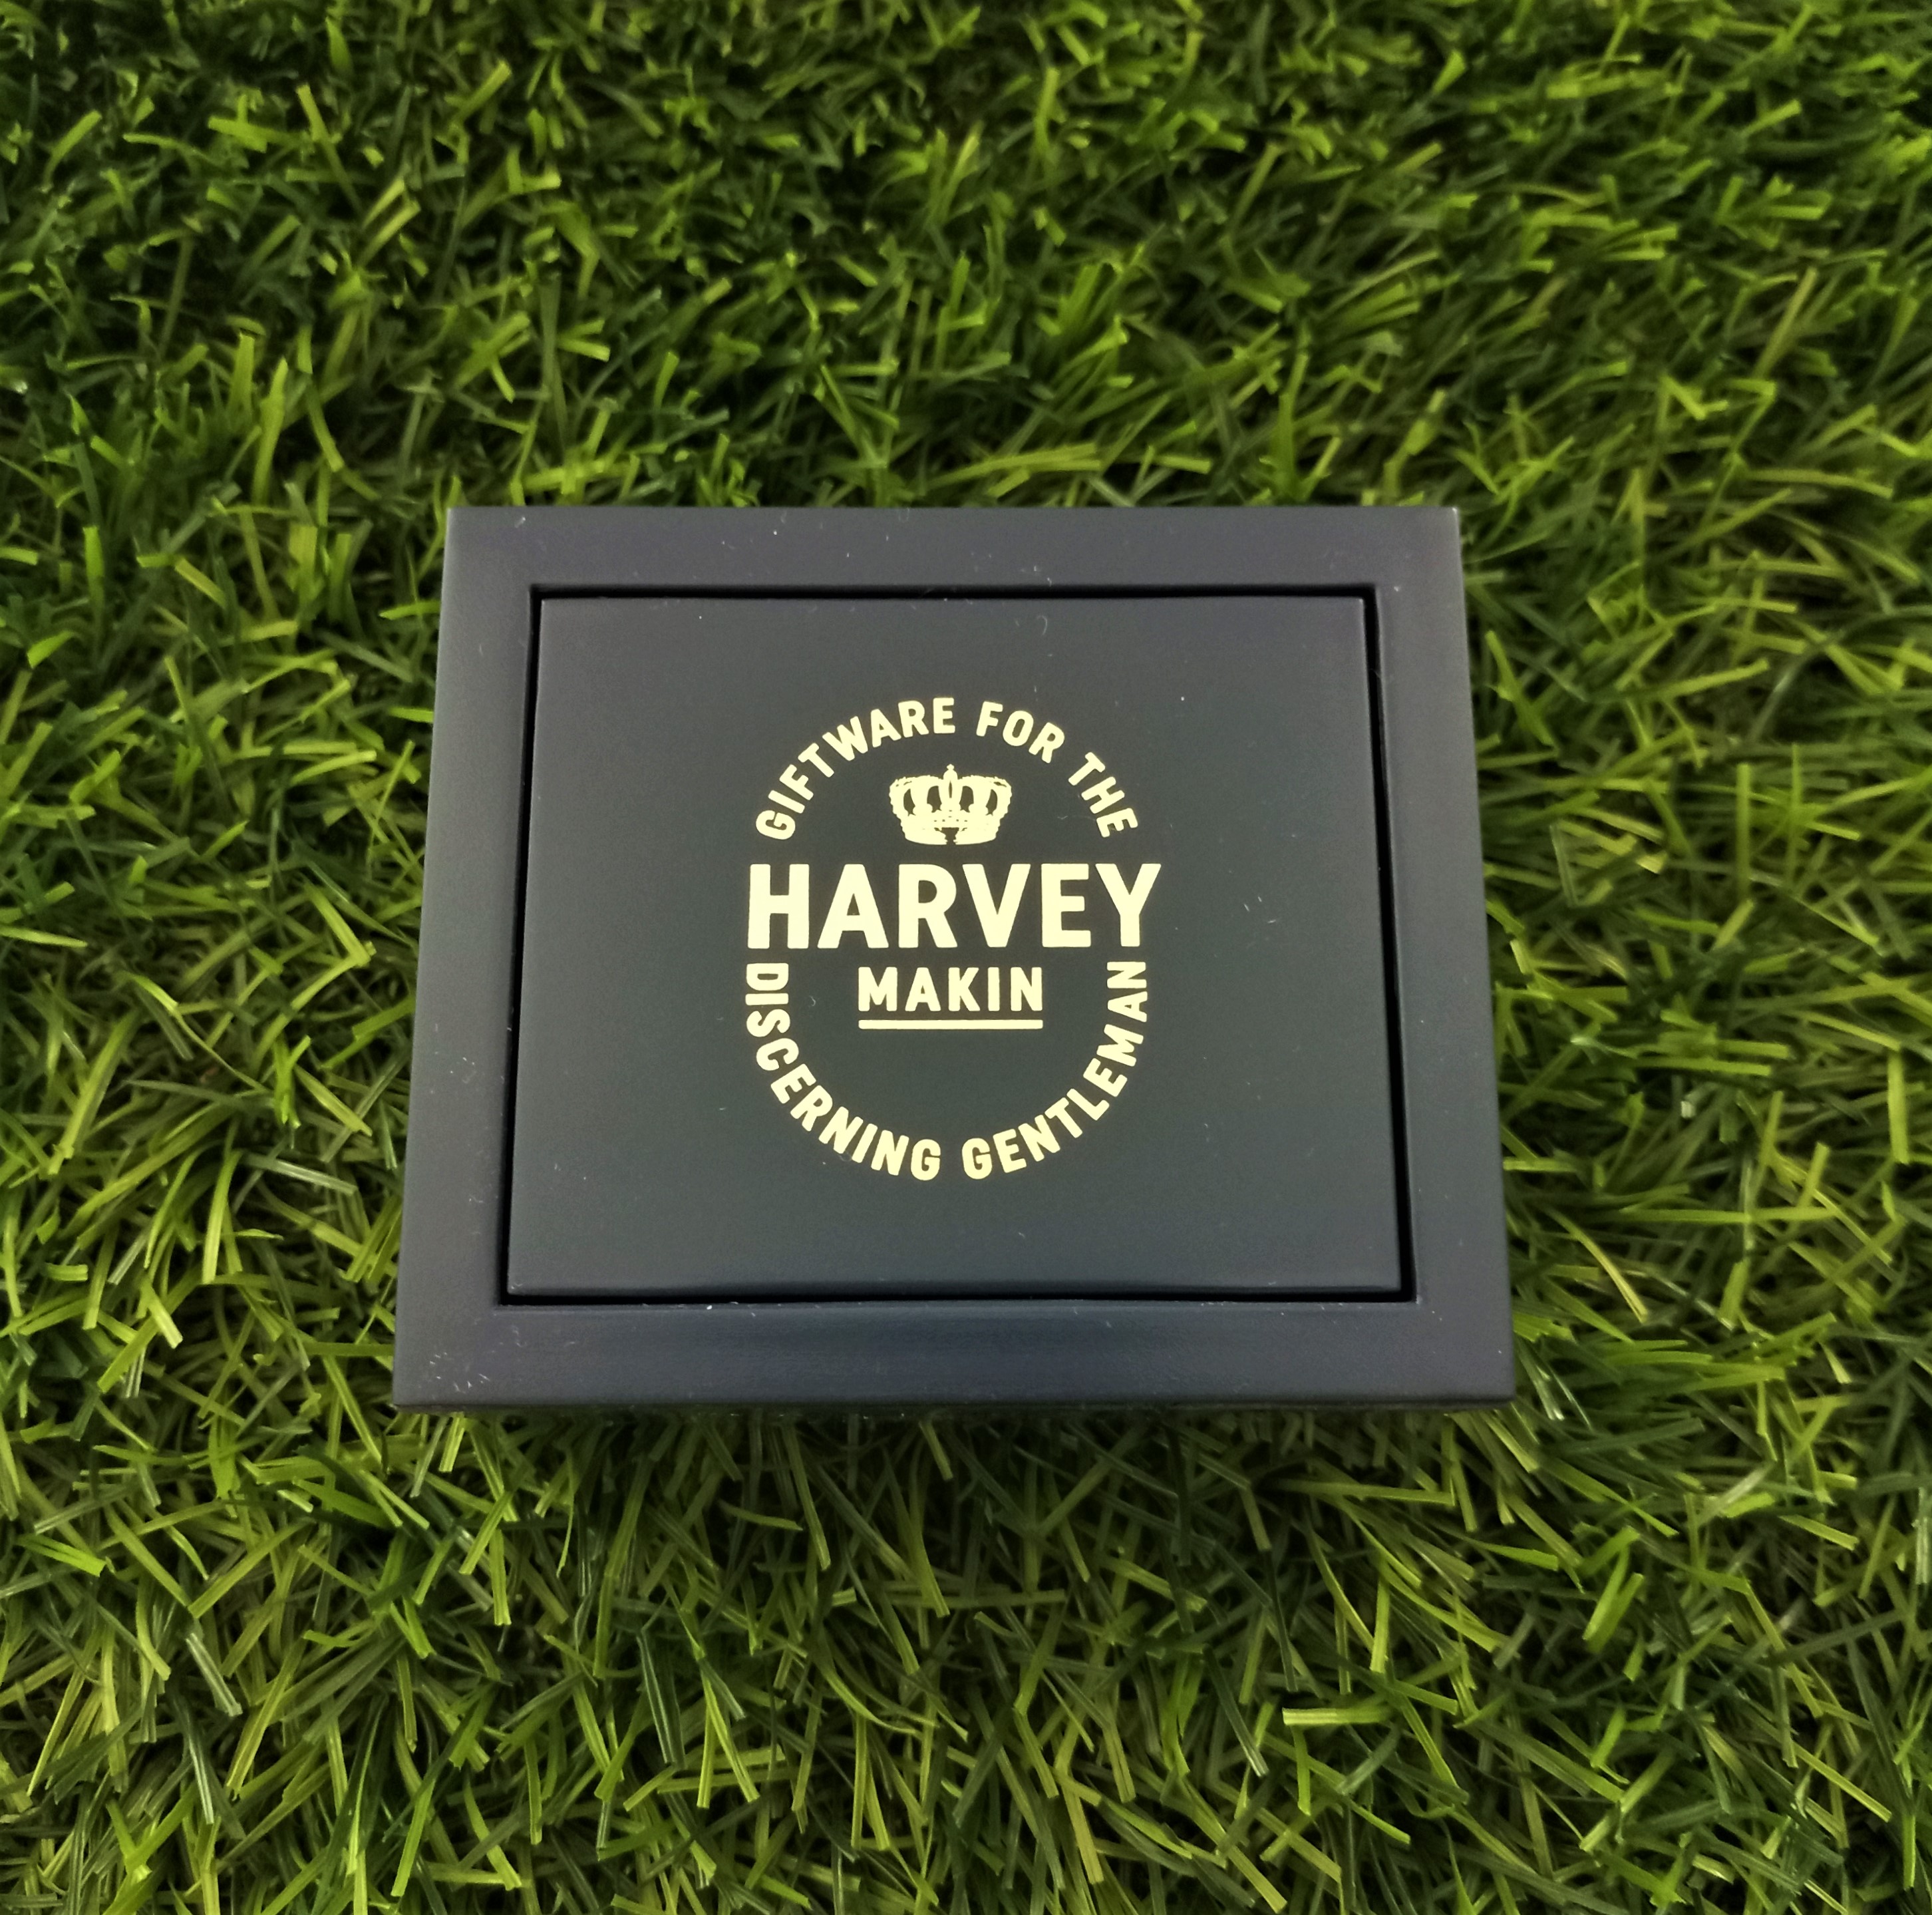 GIFTWARE FOR THE
HARVEY
MAKIN
DISCERNING GENTLEMAN